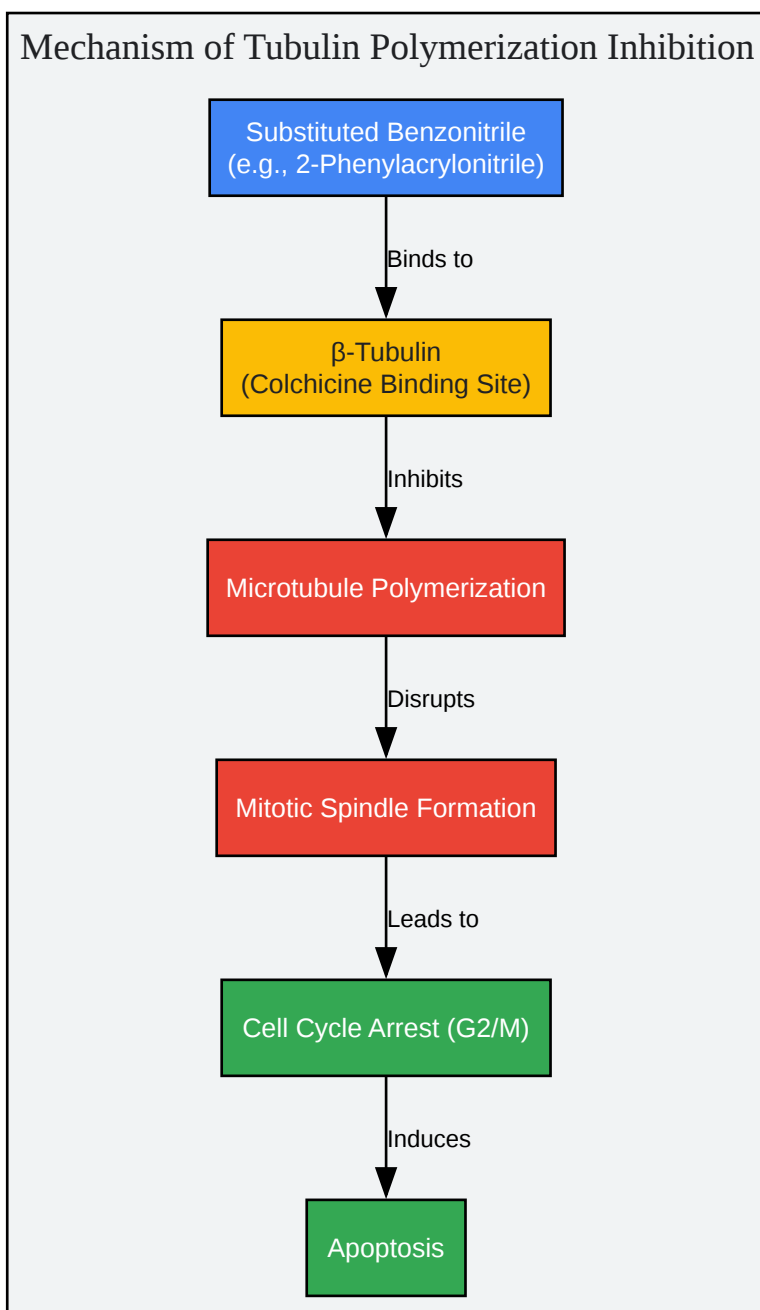 Mechanism of Tubulin Polymerization Inhibition
Substituted Benzonitrile
(e.g., 2-Phenylacrylonitrile)
Binds to
β-Tubulin
(Colchicine Binding Site)
Inhibits
Microtubule Polymerization
Disrupts
Mitotic Spindle Formation
Leads to
Cell Cycle Arrest (G2/M)
Induces
Apoptosis